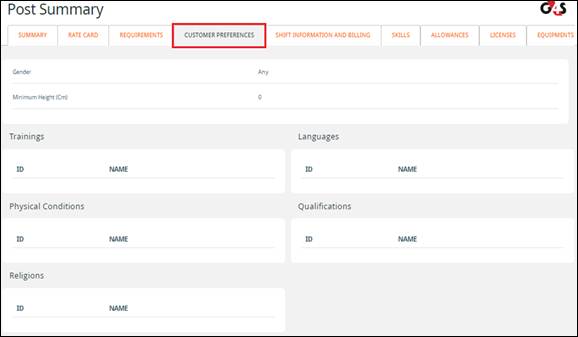 Post Summary
G4S
SUMMARY RATE CARD REQUIREMENTS CUSTOMER PREFERENCES SHIFT INFORMATION AND BILLING SKILLS ALLOWANCES LICENSES EQUIPMENTS
Gender Any
Minimum Height (Cm) 0
Trainings Languages
ID NAME ID NAME
Physical Conditions Qualifications
ID NAME ID NAME
Religions
ID NAME